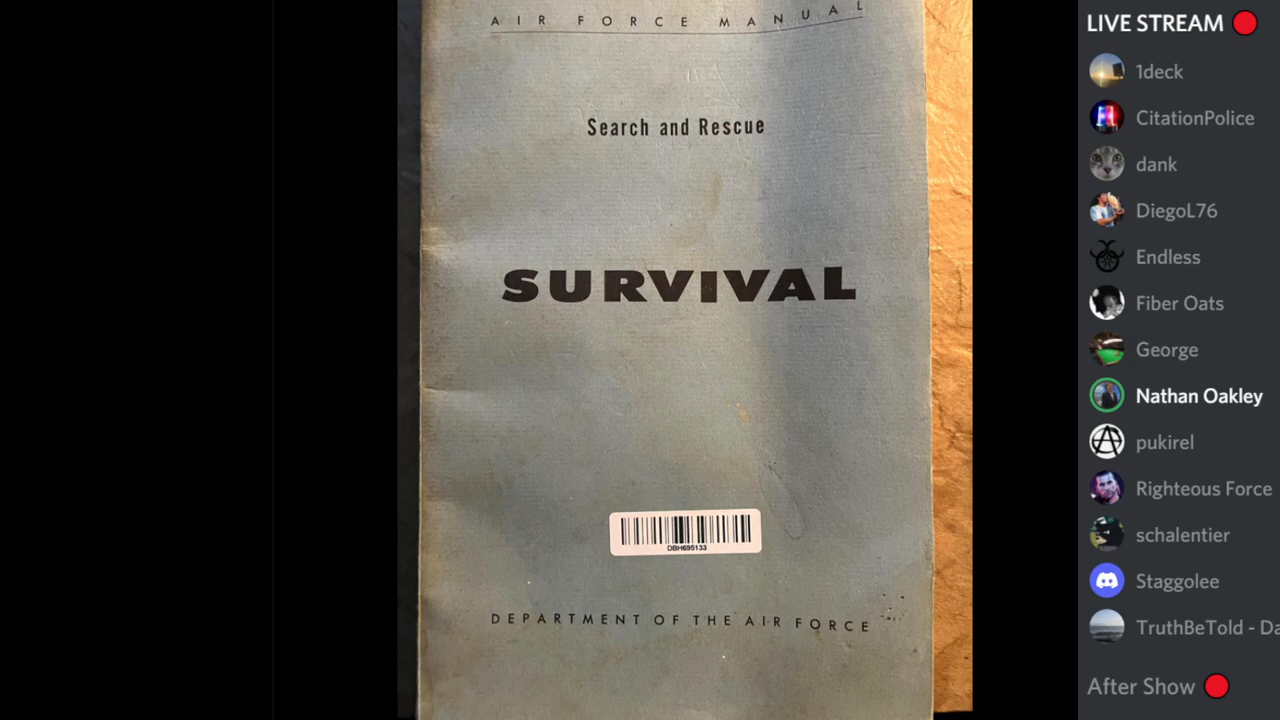 AIR FORCE MANUAL
Search and Rescue
SURVIVAL
DBH695133
DEPARTMENT OF THE AIR FORCE
LIVE STREAM
1deck
CitationPolice
dank
DiegoL76
Endless
Fiber Oats
George
Nathan Oakley
pukirel
Righteous Force
schalentier
Staggolee
TruthBeTold - Da
After Show